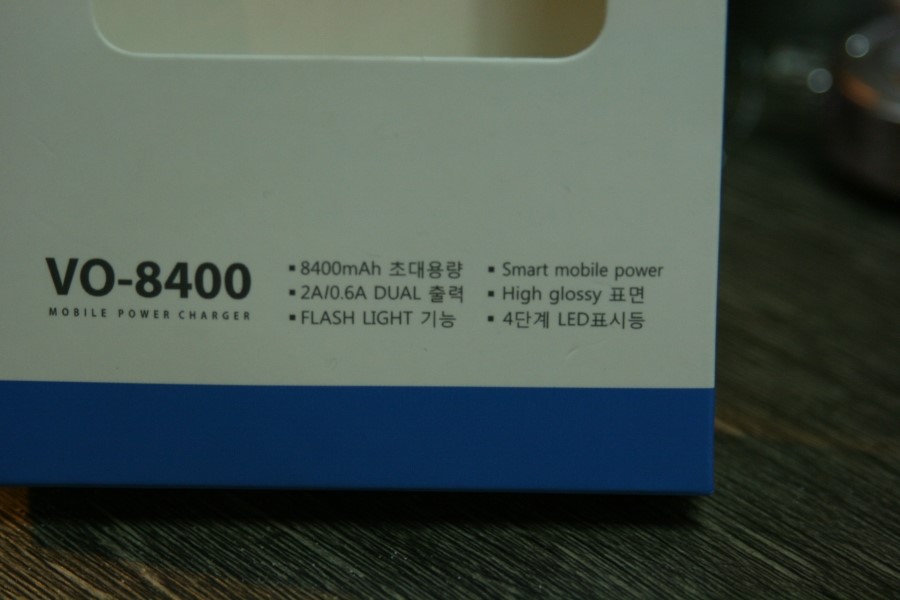 VO-8400
MOBILE POWER CHARGER
▪ 8400mAh 초대용량
▪ 2A/0.6A DUAL 출력
▪ FLASH LIGHT 기능
▪ Smart mobile power
▪ High glossy 표면
▪ 4단계 LED표시등